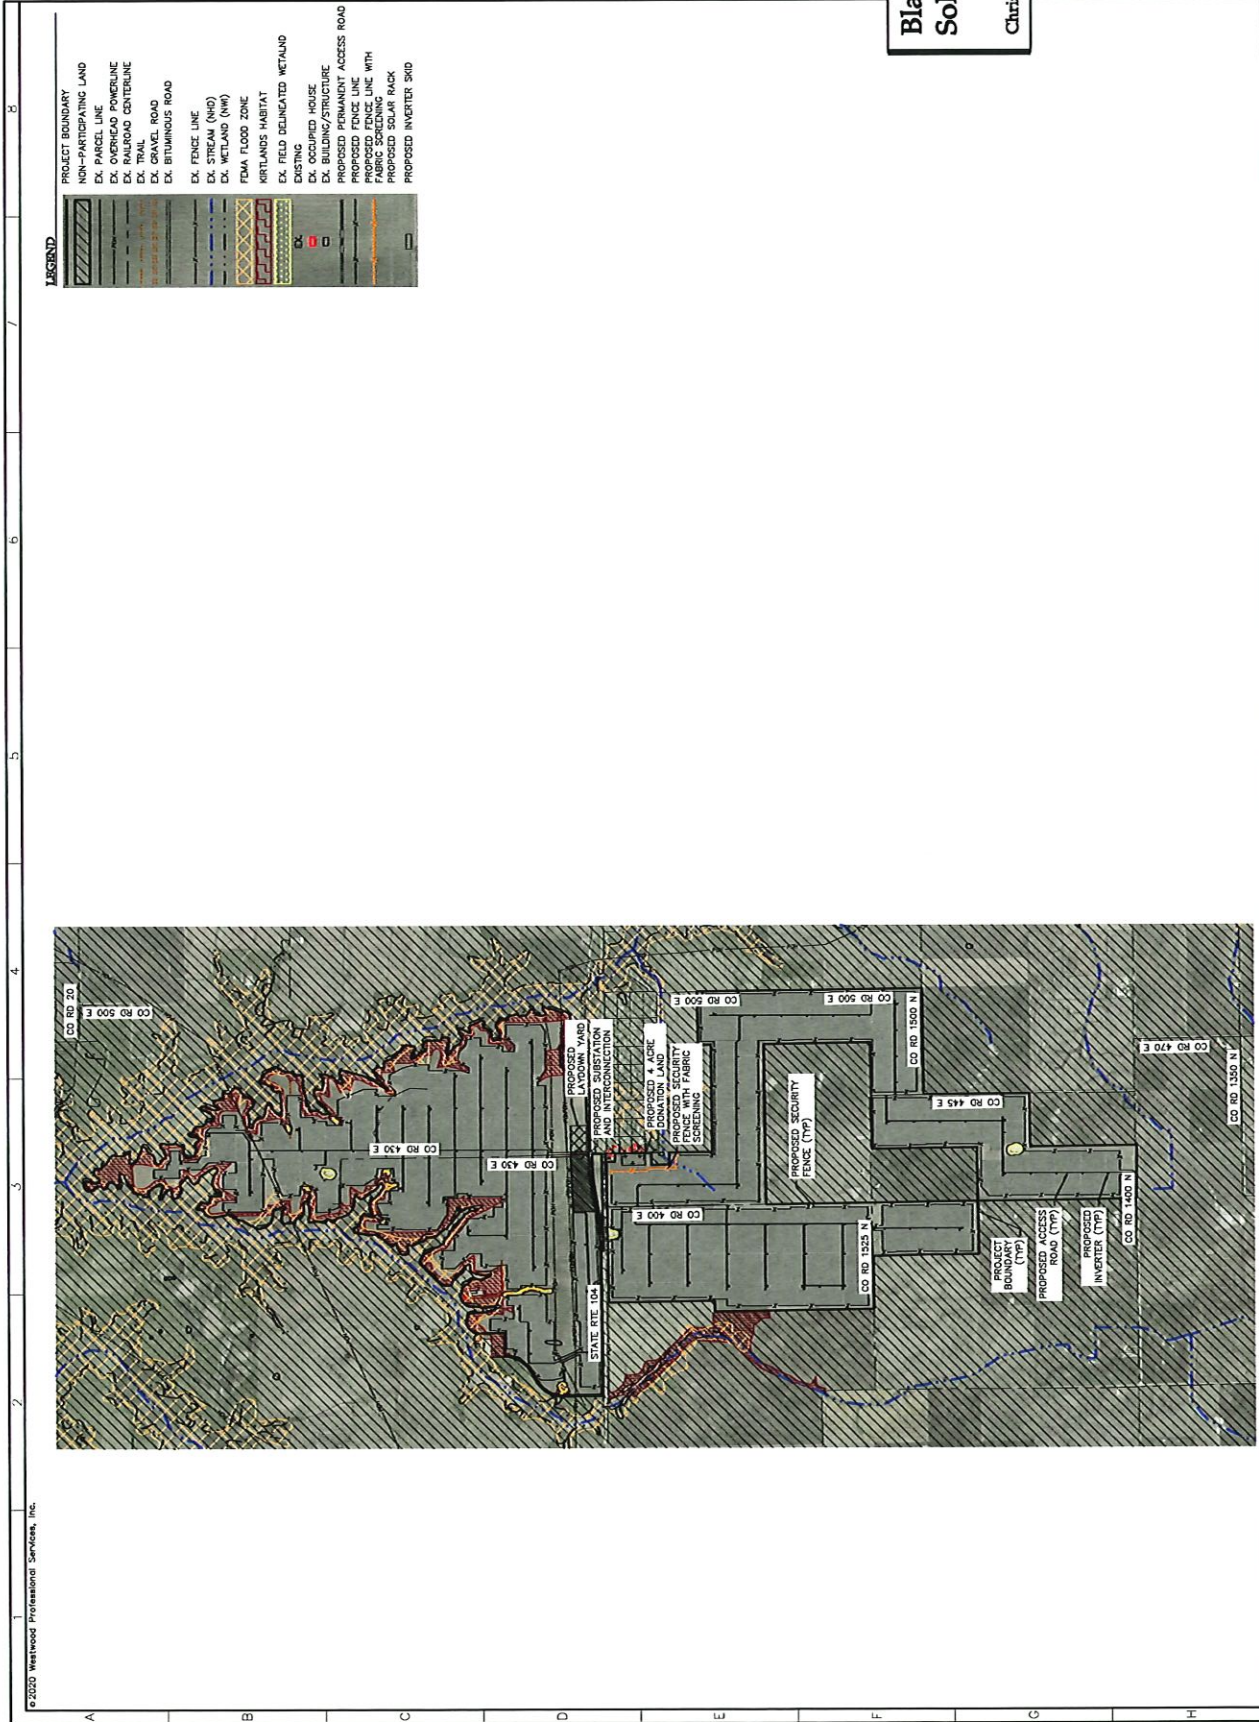 © 2020 Westwood Professional Services, Inc.
1
2
3
4
5
6
7
8
A
B
C
D
E
F
G
H
LEGEND
PROJECT BOUNDARY
NON-PARTICIPATING LAND
EX. PARCEL LINE
EX. OVERHEAD POWERLINE
EX. RAILROAD CENTERLINE
EX. TRAIL
EX. GRAVEL ROAD
EX. BITUMINOUS ROAD
EX. FENCE LINE
EX. STREAM (NHD)
EX. WETLAND (NWI)
FEMA FLOOD ZONE
KIRTLANDS HABITAT
EX. FIELD DELINEATED WETALND
EX.
EXISTING
EX. OCCUPIED HOUSE
EX. BUILDING/STRUCTURE
PROPOSED PERMANENT ACCESS ROAD
PROPOSED FENCE LINE
PROPOSED FENCE LINE WITH
FABRIC SCREENING
PROPOSED SOLAR RACK
PROPOSED INVERTER SKID
CO RD 20
CO RD 500 E
CO RD 430 E
CO RD 430 E
PROPOSED
LAYDOWN YARD
PROPOSED SUBSTATION
AND INTERCONNECTION
STATE RTE 104
PROPOSED 4 ACRE
DONATION LAND
PROPOSED SECURITY
FENCE WITH FABRIC
SCREENING
CO RD 500 E
CO RD 400 E
PROPOSED SECURITY
FENCE (TYP)
CO RD 500 E
CO RD 1525 N
CO RD 1500 N
CO RD 445 E
PROJECT
BOUNDARY
(TYP)
PROPOSED ACCESS
ROAD (TYP)
PROPOSED
INVERTER (TYP)
CO RD 1400 N
CO RD 470 E
CO RD 1350 N
Bla
Sol
Chri